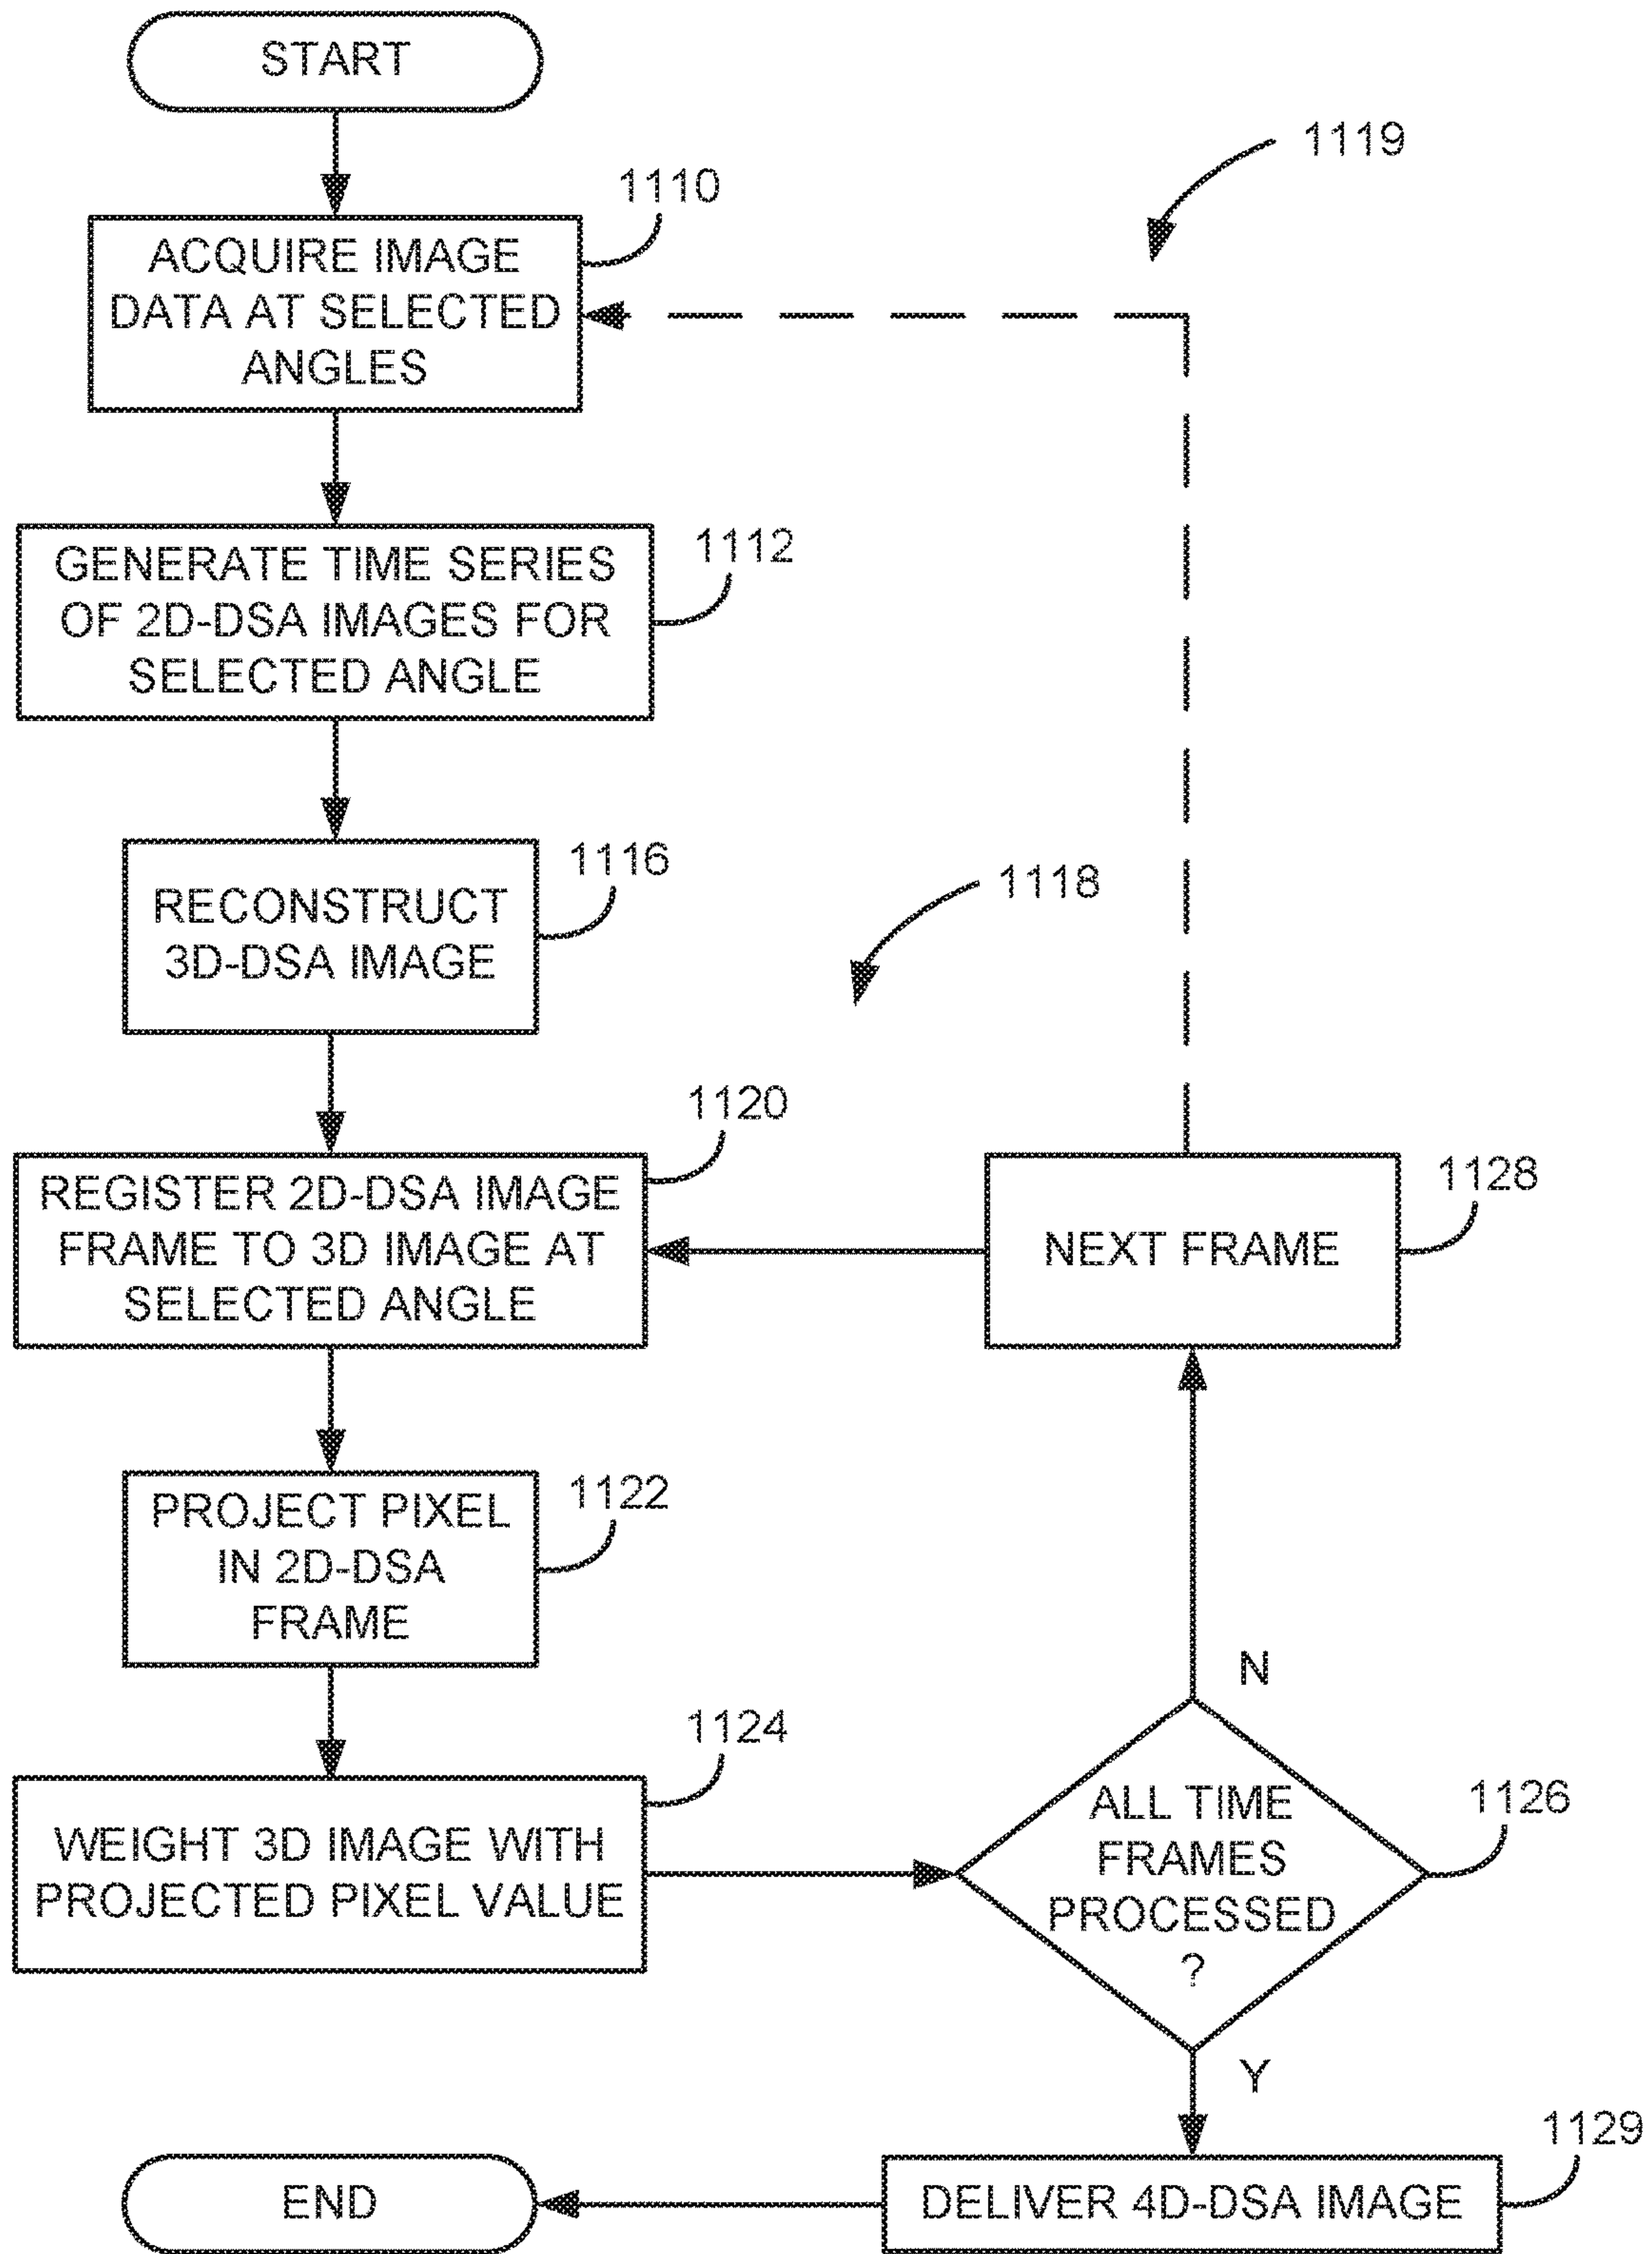 START
1119
1110
ACQUIRE IMAGE
DATA AT SELECTED
ANGLES
1112
GENERATE TIME SERIES
OF 2D-DSA IMAGES FOR
SELECTED ANGLE
1116
RECONSTRUCT
3D-DSA IMAGE
1118
1120
REGISTER 2D-DSA IMAGE
FRAME TO 3D IMAGE AT
SELECTED ANGLE
1128
NEXT FRAME
1122
PROJECT PIXEL
IN 2D-DSA
FRAME
N
1124
WEIGHT 3D IMAGE WITH
PROJECTED PIXEL VALUE
1126
ALL TIME
FRAMES
PROCESSED
?
Y
1129
DELIVER 4D-DSA IMAGE
END